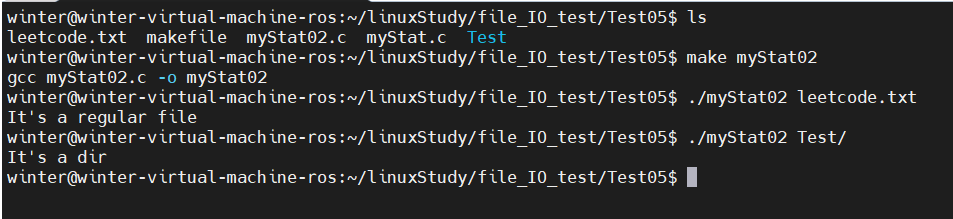 winter@winter-virtual-machine-ros:~/linuxStudy/file_IO_test/Test05$ ls
leetcode.txt  makefile  myStat02.c  myStat.c  Test
winter@winter-virtual-machine-ros:~/linuxStudy/file_IO_test/Test05$ make myStat02
gcc myStat02.c -o myStat02
winter@winter-virtual-machine-ros:~/linuxStudy/file_IO_test/Test05$ ./myStat02 leetcode.txt
It's a regular file
winter@winter-virtual-machine-ros:~/linuxStudy/file_IO_test/Test05$ ./myStat02 Test/
It's a dir
winter@winter-virtual-machine-ros:~/linuxStudy/file_IO_test/Test05$